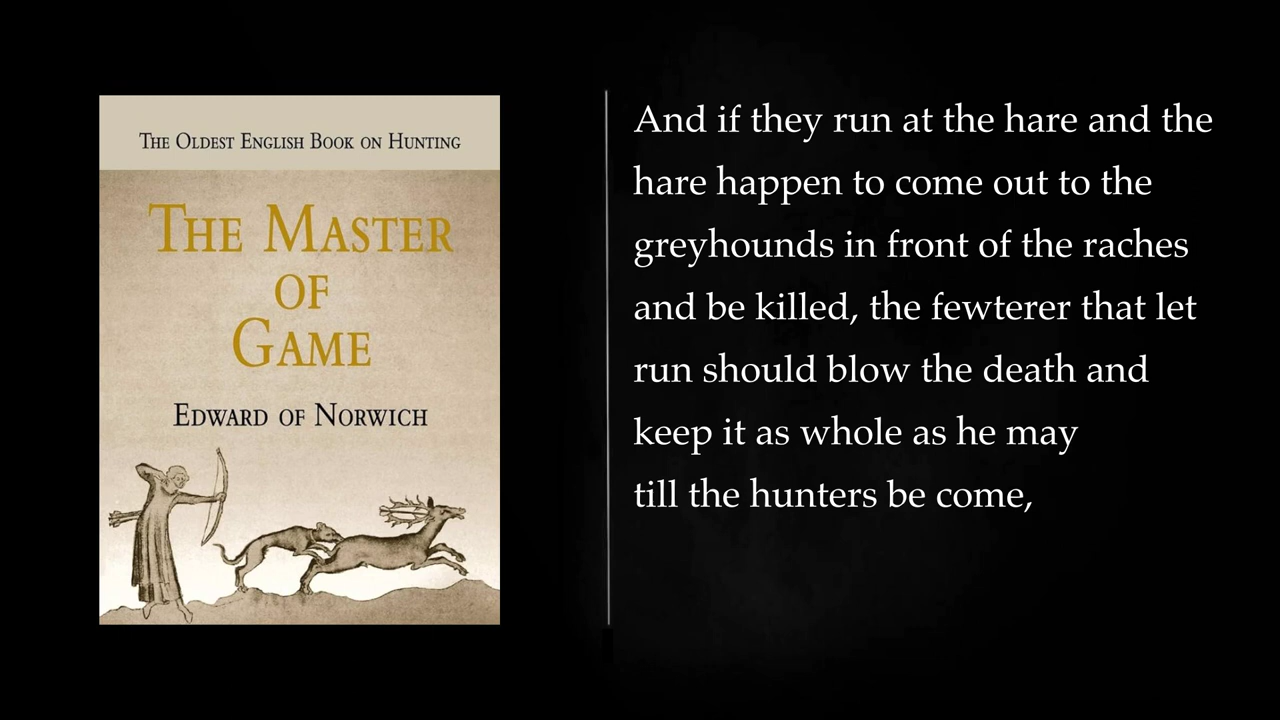 The Oldest English Book on Hunting
The Master
of
Game
Edward of Norwich
And if they run at the hare and the
hare happen to come out to the
greyhounds in front of the raches
and be killed, the fewterer that let
run should blow the death and
keep it as whole as he may
till the hunters be come,